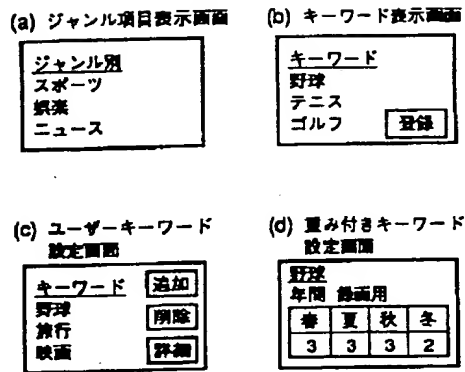 (a) ジャンル項目表示画面
ジャンル別
スポーツ
娯楽
ニュース
(b) キーワード表示画面
キーワード
野球
テニス
ゴルフ 登録
(c) ユーザーキーワード
設定画面
キーワード 追加
野球 削除
旅行
映画 詳細
(d) 重み付きキーワード
設定画面
野球
年間 録画用
春 夏 秋 冬
3 3 3 2